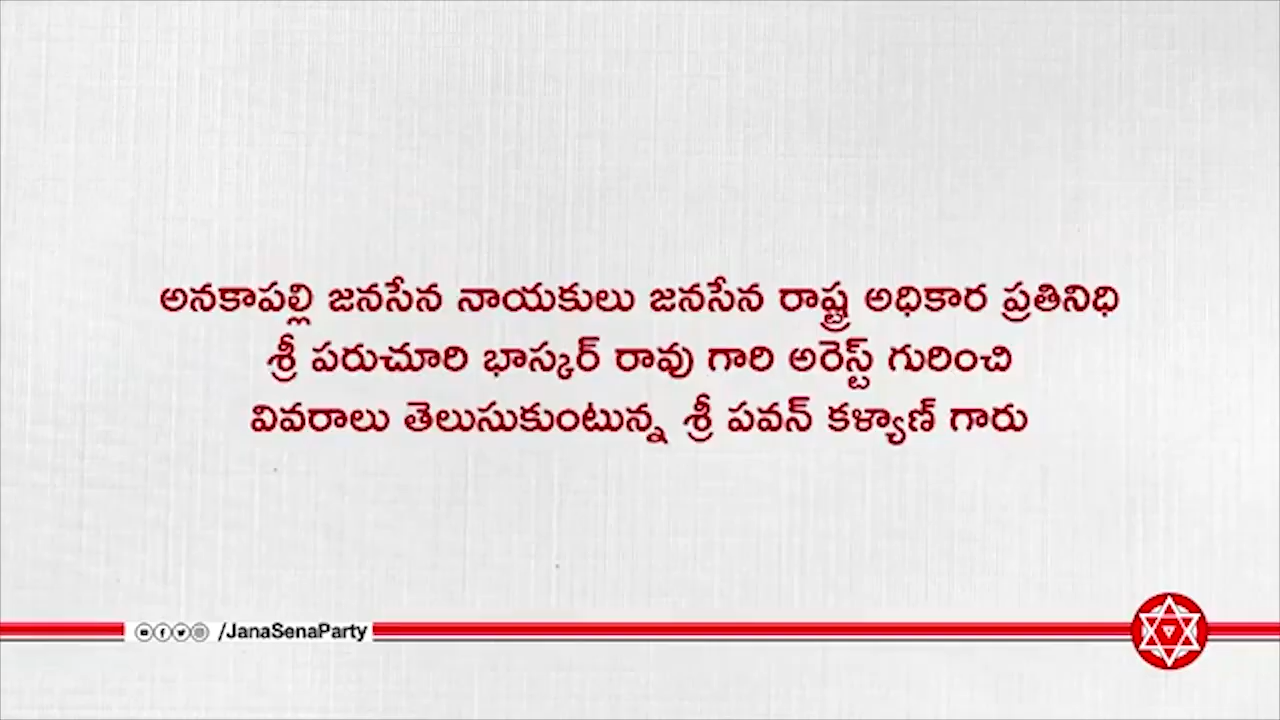 అనకాపల్లి జనసేన నాయకులు జనసేన రాష్ట్ర అధికార ప్రతినిధి
శ్రీ పరుచూరి భాస్కర్ రావు గారి అరెస్ట్ గురించి
వివరాలు తెలుసుకుంటున్న శ్రీ పవన్ కళ్యాణ్ గారు
/JanaSenaParty